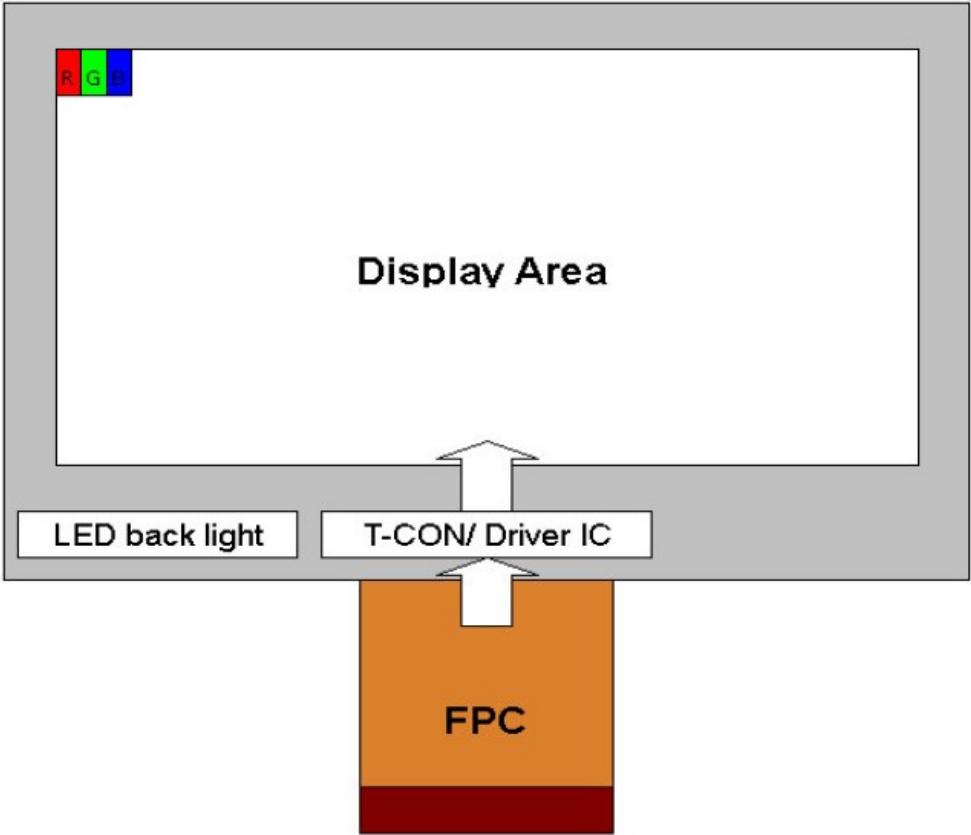 R G B
Display Area
LED back light
T-CON/ Driver IC
FPC